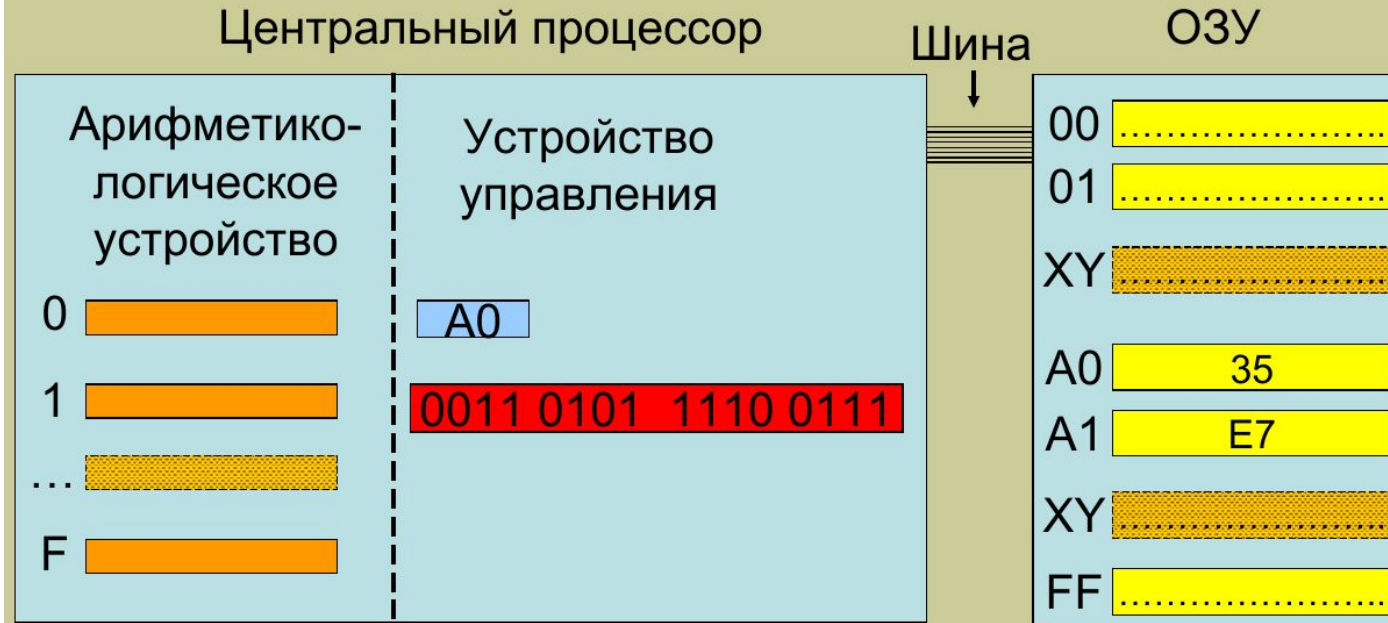 Центральный процессор
Шина
ОЗУ
Арифметико-
логическое
устройство
0
1
...
F
Устройство
управления
A0
0011 0101 1110 0111
00 ........................
01 ........................
XY ........................
A0 35
A1 E7
XY ........................
FF ........................